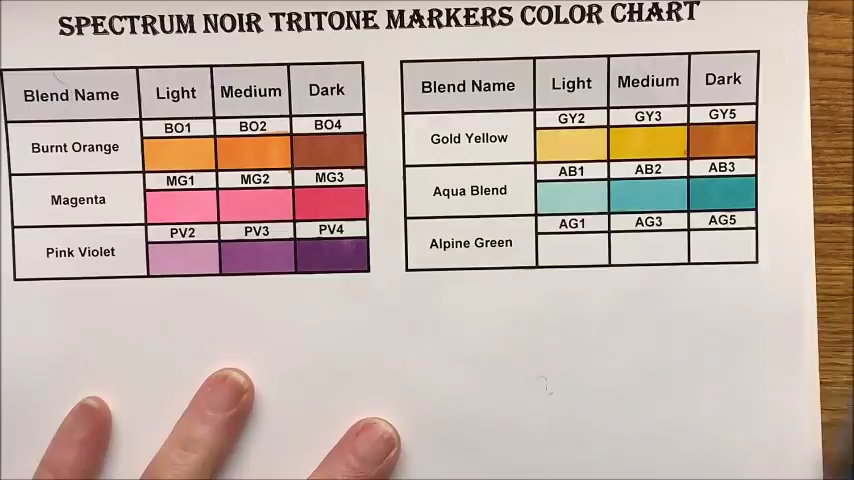 SPECTRUM NOIR TRITONE MARKERS COLOR CHART
Blend Name Light Medium Dark
BO1 BO2 BO4
Burnt Orange
MG1 MG2 MG3
Magenta
PV2 PV3 PV4
Pink Violet
Blend Name Light Medium Dark
GY2 GY3 GY5
Gold Yellow
AB1 AB2 AB3
Aqua Blend
AG1 AG3 AG5
Alpine Green